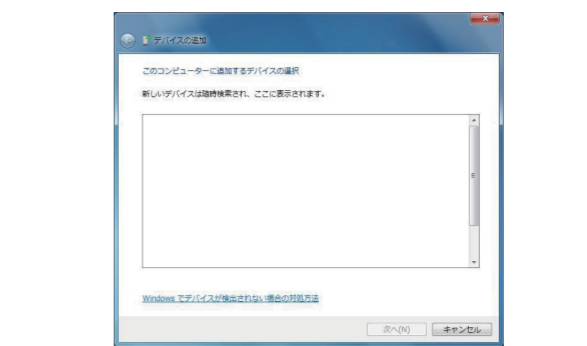 デバイスの追加
このコンピューターに追加するデバイスの選択
新しいデバイスは随時検索され、ここに表示されます。
Windows でデバイスが検出されない場合の対処方法
次へ(N)
キャンセル